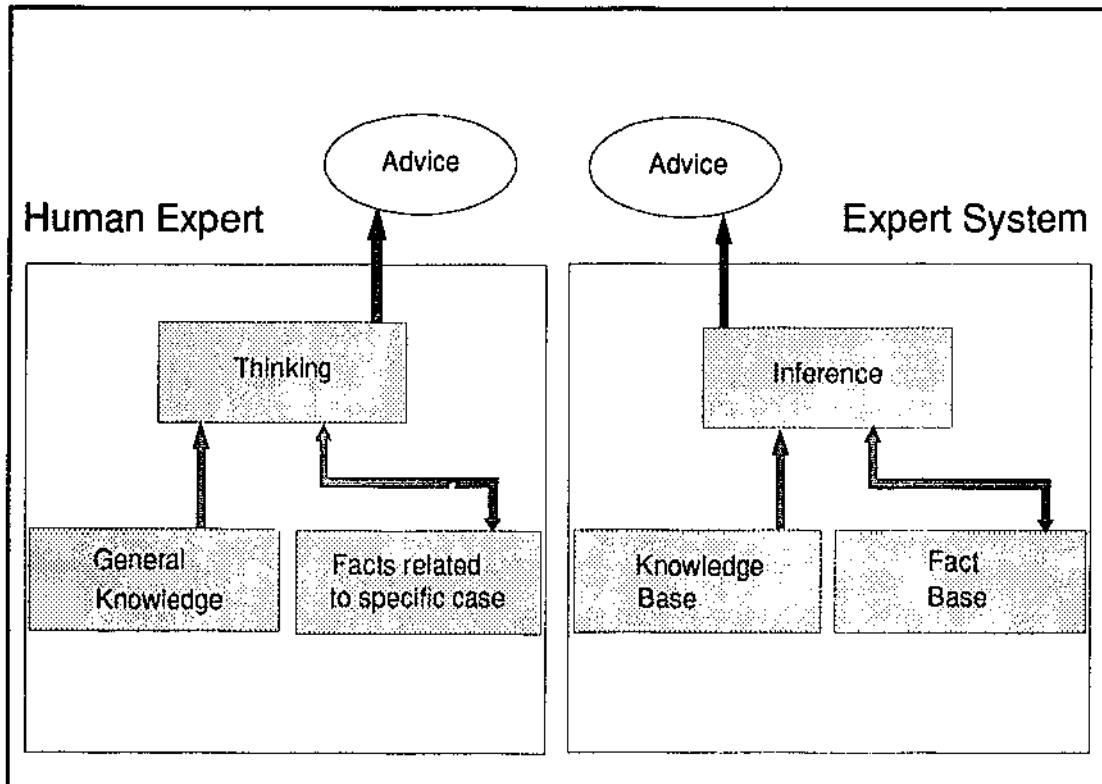 Advice
Advice
Human Expert
Expert System
Thinking
Inference
General
Knowledge
Facts related
to specific case
Knowledge
Base
Fact
Base